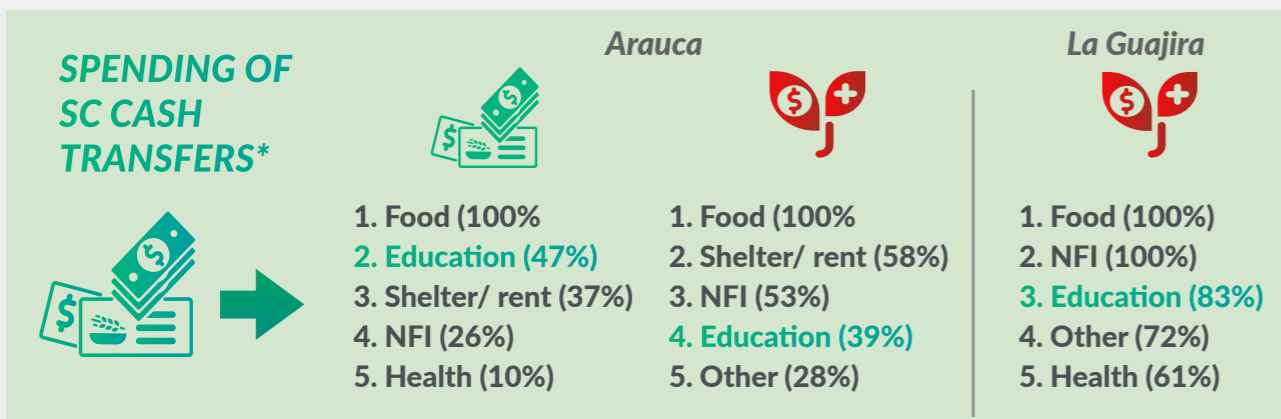 SPENDING OF
SC CASH
TRANSFERS*
Arauca
1. Food (100%
2. Education (47%)
3. Shelter/ rent (37%)
4. NFI (26%)
5. Health (10%)
1. Food (100%
2. Shelter/ rent (58%)
3. NFI (53%)
4. Education (39%)
5. Other (28%)
La Guajira
1. Food (100%)
2. NFI (100%)
3. Education (83%)
4. Other (72%)
5. Health (61%)